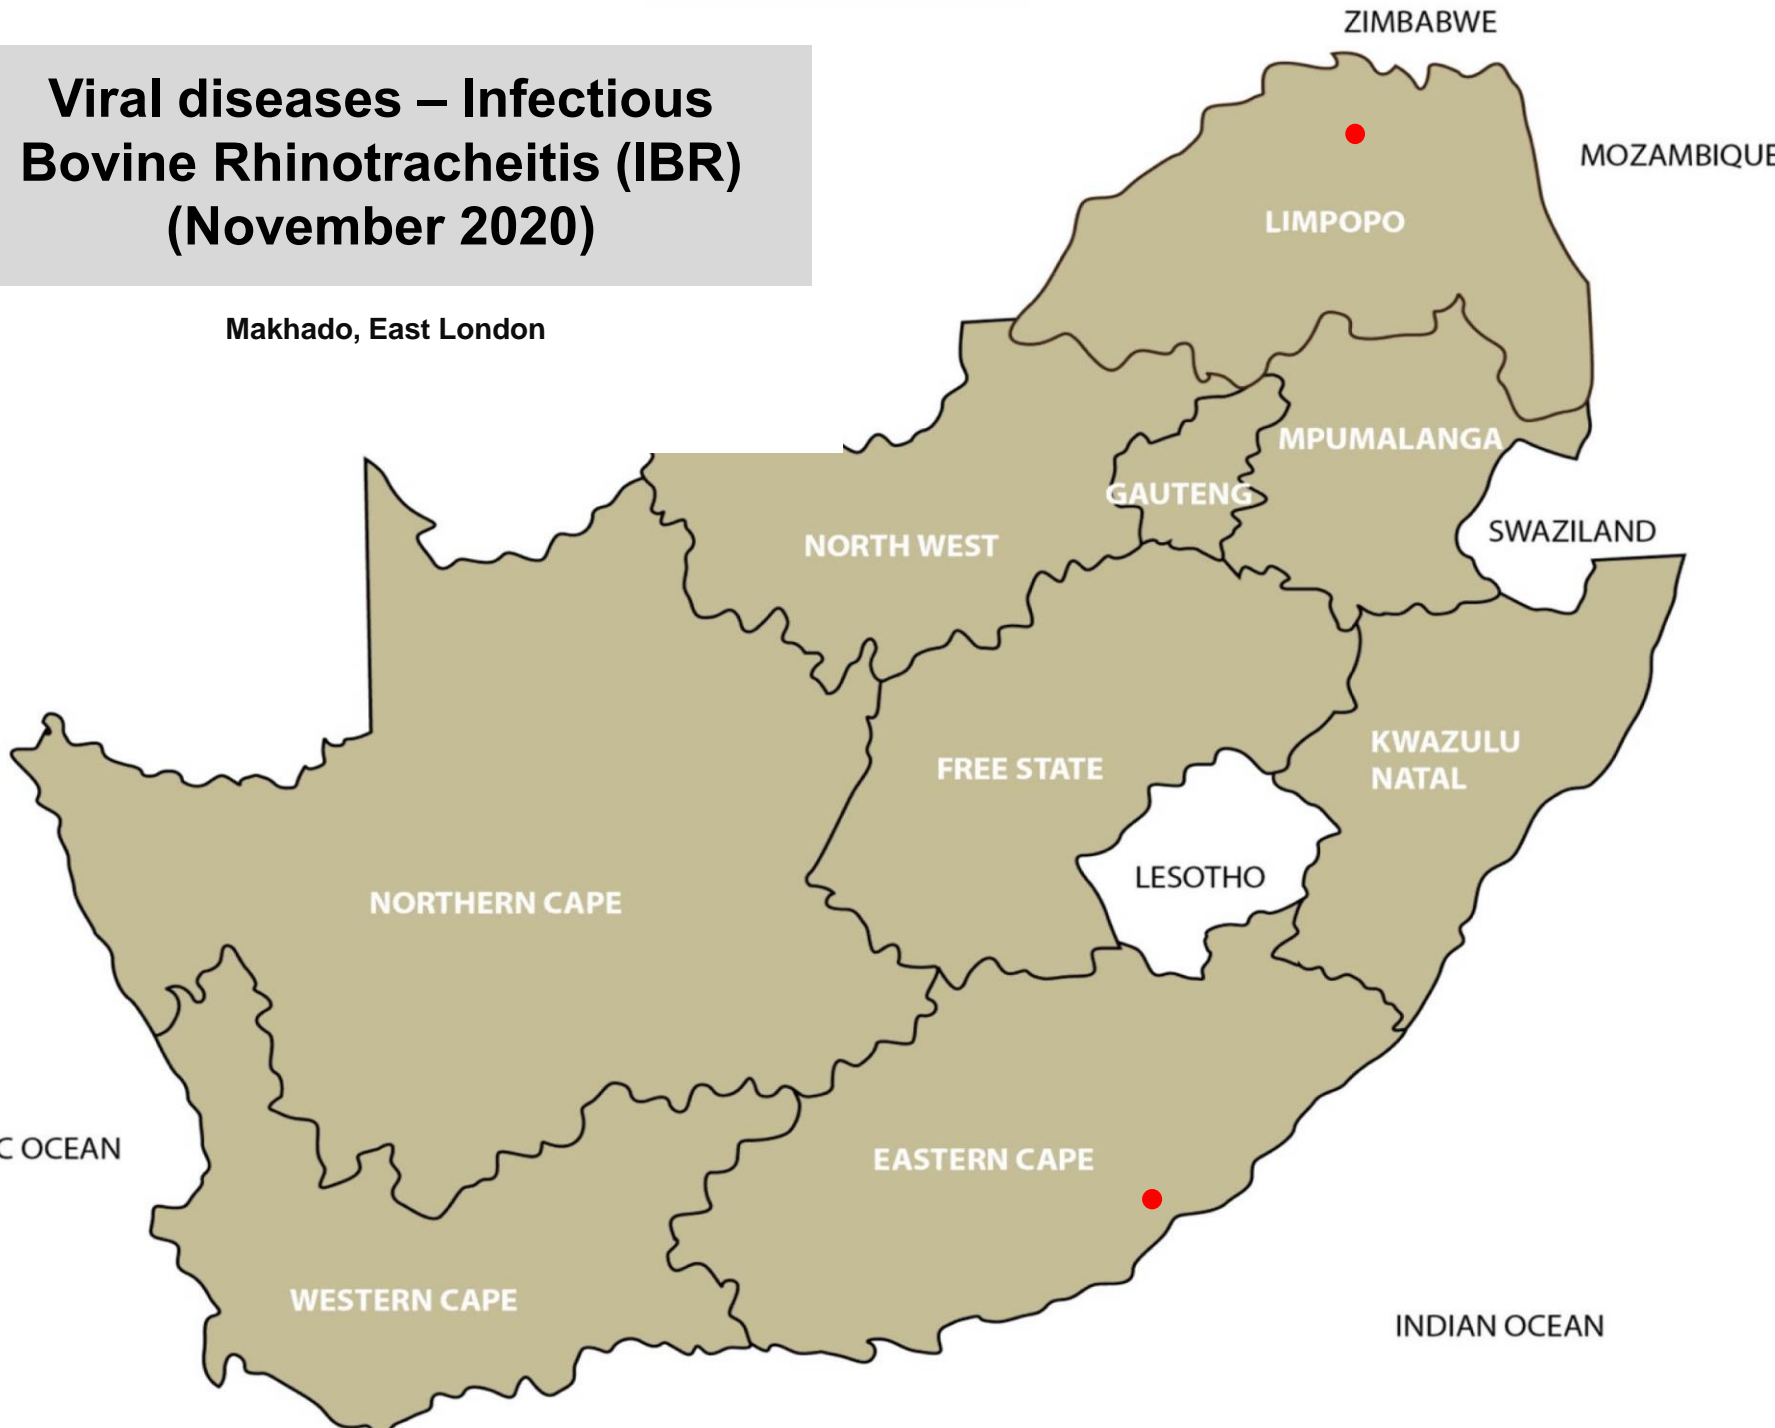 ZIMBABWE
Viral diseases – Infectious
Bovine Rhinotracheitis (IBR)
(November 2020)
MOZAMBIQUE
LIMPOPO
Makhado, East London
MPUMALANGA
GAUTENG
SWAZILAND
NORTH WEST
KWAZULU
NATAL
FREE STATE
LESOTHO
NORTHERN CAPE
C OCEAN
EASTERN CAPE
WESTERN CAPE
INDIAN OCEAN